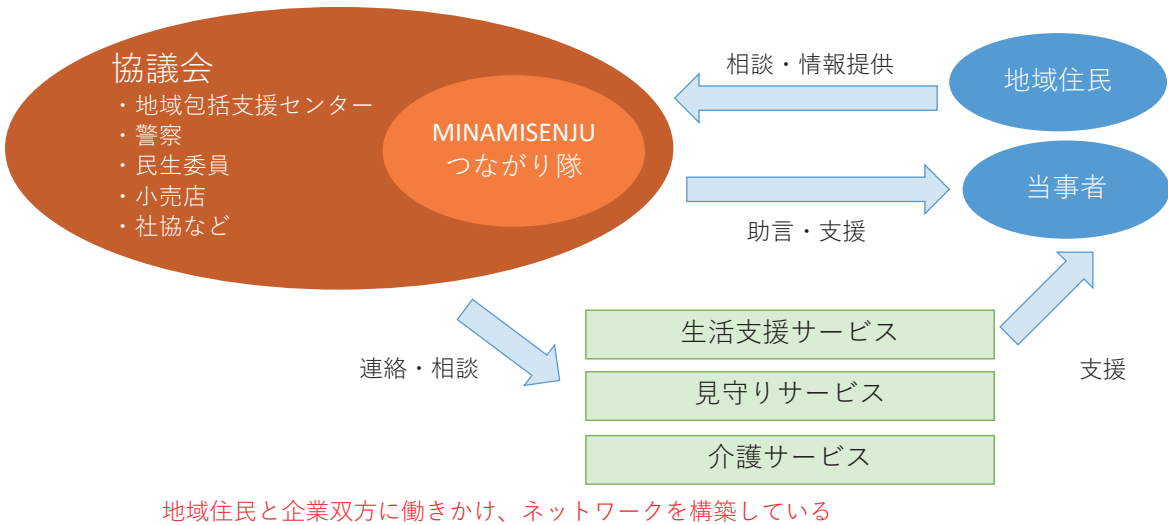 協議会
・地域包括支援センター
・警察
・民生委員
・小売店
・社協など
MINAMISENJU
つながり隊
相談・情報提供
地域住民
当事者
助言・支援
連絡・相談
生活支援サービス
見守りサービス
介護サービス
支援
地域住民と企業双方に働きかけ、ネットワークを構築している